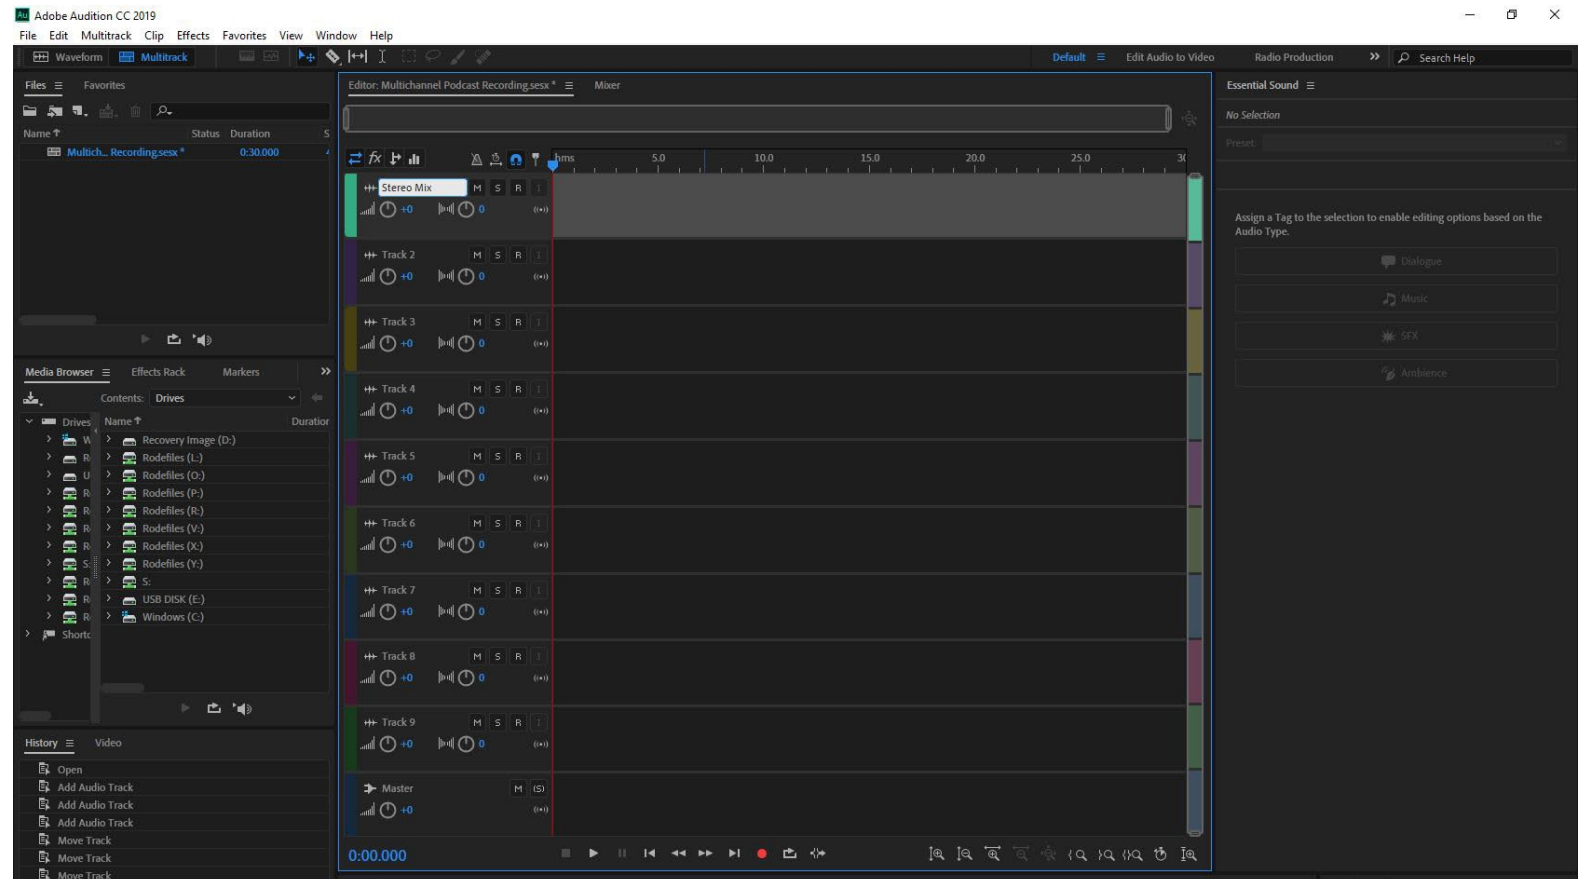 Au Adobe Audition CC 2019
File Edit Multitrack Clip Effects Favorites View Window Help
Waveform Multitrack Default Edit Audio to Video Radio Production Search Help
Files Favorites
Name Status Duration S
Multich... Recording.sesx * 0:30.000
Editor: Multichannel Podcast Recording.sesx * Mixer
hms 5.0 10.0 15.0 20.0 25.0 30
Stereo Mix M S R I
+0 0
Track 2 M S R I
+0 0
Track 3 M S R I
+0 0
Track 4 M S R I
+0 0
Track 5 M S R I
+0 0
Track 6 M S R I
+0 0
Track 7 M S R I
+0 0
Track 8 M S R I
+0 0
Track 9 M S R I
+0 0
Master M (S)
+0
0:00.000
Media Browser Effects Rack Markers
Contents: Drives
Drives Name Duration
W Recovery Image (D:)
R Rodefiles (L:)
U Rodefiles (O:)
R Rodefiles (P:)
R Rodefiles (R:)
R Rodefiles (V:)
R Rodefiles (X:)
S: Rodefiles (Y:)
R S:
R USB DISK (E:)
R Windows (C:)
Shortc
History Video
Open
Add Audio Track
Add Audio Track
Add Audio Track
Move Track
Move Track
Move Track
Essential Sound
No Selection
Preset:
Assign a Tag to the selection to enable editing options based on the
Audio Type.
Dialogue
Music
SFX
Ambience